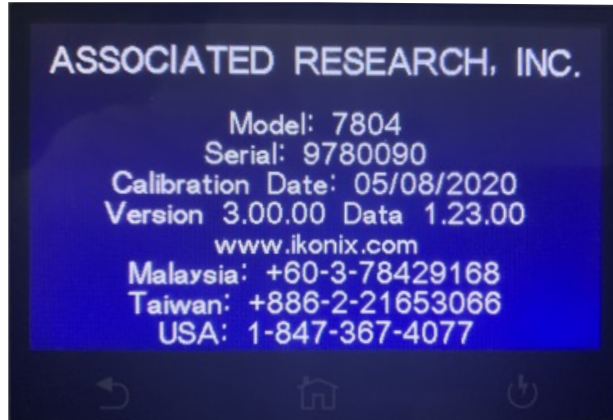 ASSOCIATED RESEARCH, INC.
Model: 7804
Serial: 9780090
Calibration Date: 05/08/2020
Version 3.00.00 Data 1.23.00
www.ikonix.com
Malaysia: +60-3-78429168
Taiwan: +886-2-21653066
USA: 1-847-367-4077